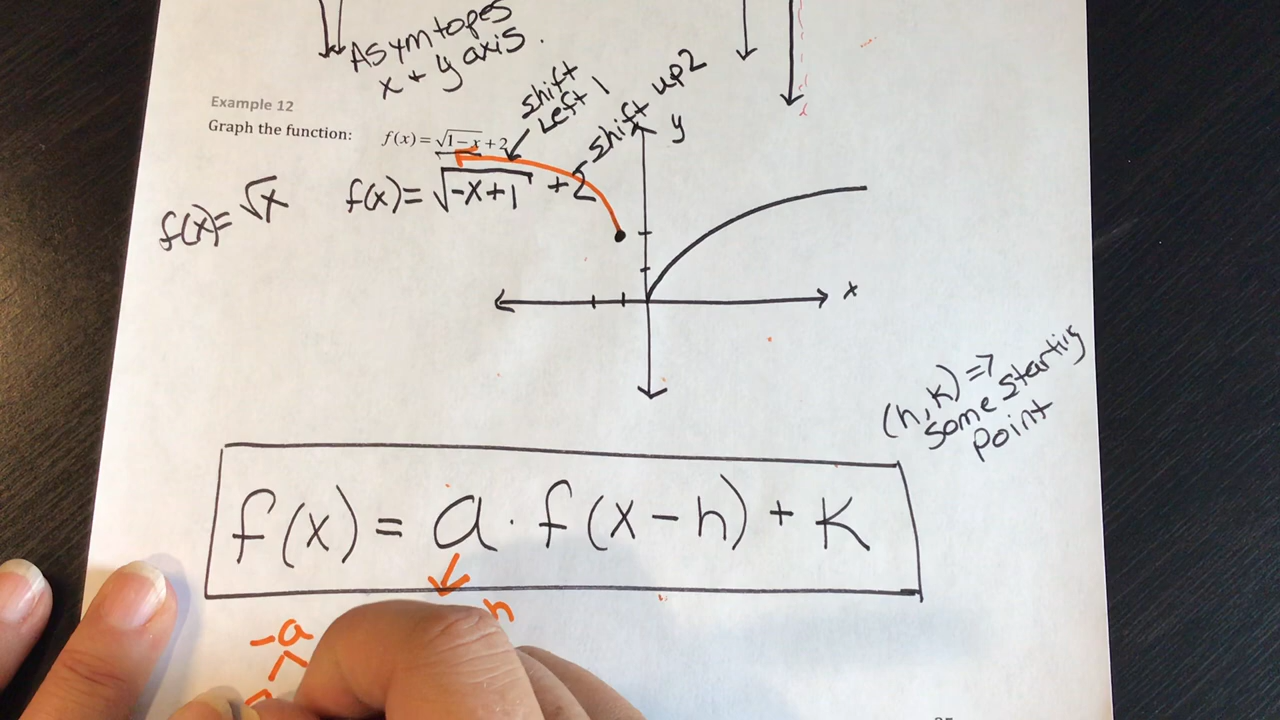 Asymtopes
x + y axis.
Example 12
Graph the function: f(x) = √1−x + 2
shift
Left 1
shift up 2
f(x) = √x
f(x) = √-x+1 + 2
y
x
(h, k) =>
some starting
point
f(x) = a · f(x − h) + K
-a
h